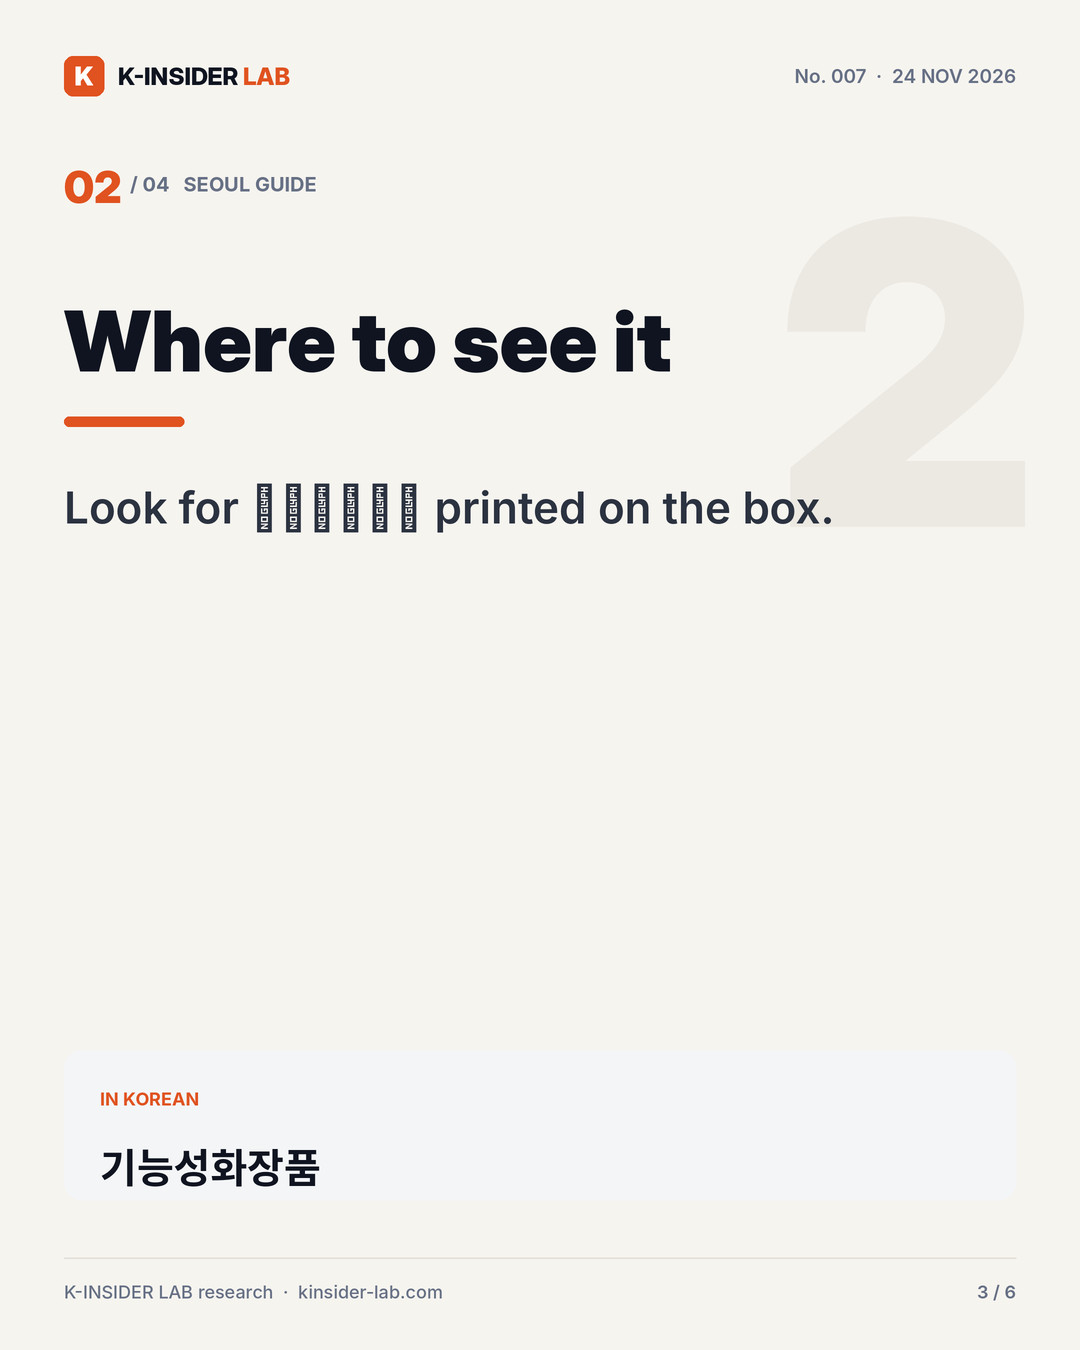 K K-INSIDER LAB
No. 007 · 24 NOV 2026
02 / 04 SEOUL GUIDE
2
Where to see it
Look for printed on the box.
IN KOREAN
기능성화장품
K-INSIDER LAB research · kinsider-lab.com
3 / 6